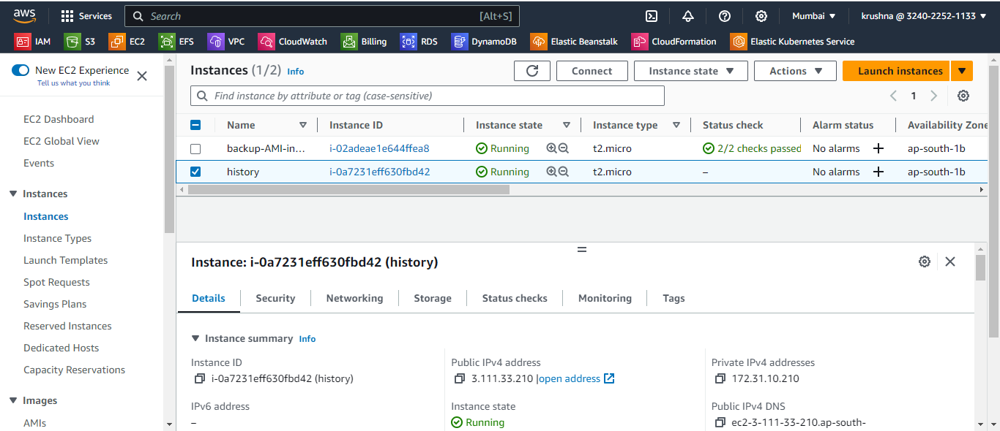 aws Services Search [Alt+S] Mumbai ▼ krushna @ 3240-2252-1133 ▼
IAM S3 EC2 EFS VPC CloudWatch Billing RDS DynamoDB Elastic Beanstalk CloudFormation Elastic Kubernetes Service
New EC2 Experience
Tell us what you think
EC2 Dashboard
EC2 Global View
Events
Instances
Instances
Instance Types
Launch Templates
Spot Requests
Savings Plans
Reserved Instances
Dedicated Hosts
Capacity Reservations
Images
AMIs
Instances (1/2) Info
Connect Instance state ▼ Actions ▼ Launch instances ▼
Find instance by attribute or tag (case-sensitive)
1
Name Instance ID Instance state Instance type Status check Alarm status Availability Zone
backup-AMI-in... i-02adeae1e644ffea8 Running t2.micro 2/2 checks passed No alarms + ap-south-1b
history i-0a7231eff630fbd42 Running t2.micro – No alarms + ap-south-1b
Instance: i-0a7231eff630fbd42 (history)
Details Security Networking Storage Status checks Monitoring Tags
Instance summary Info
Instance ID
i-0a7231eff630fbd42 (history)
Public IPv4 address
3.111.33.210 |open address
Private IPv4 addresses
172.31.10.210
IPv6 address
–
Instance state
Running
Public IPv4 DNS
ec2-3-111-33-210.ap-south-